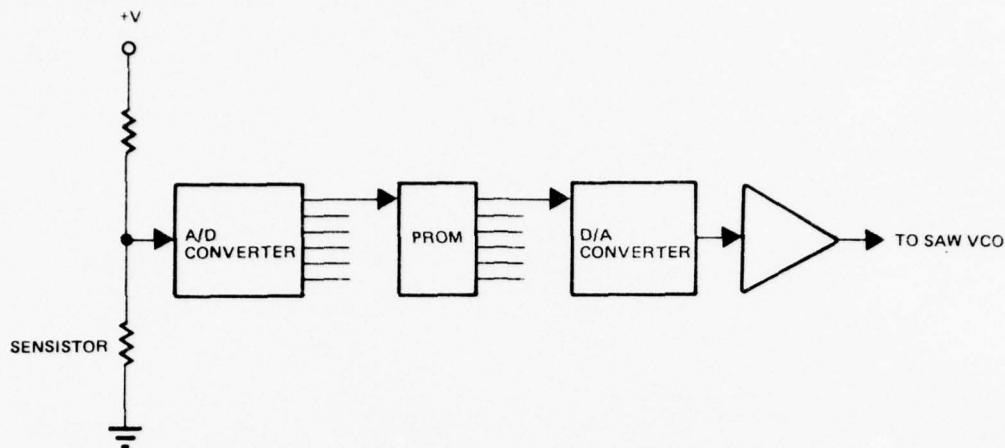 +V
A/D
CONVERTER
PROM
D/A
CONVERTER
TO SAW VCO
SENSISTOR